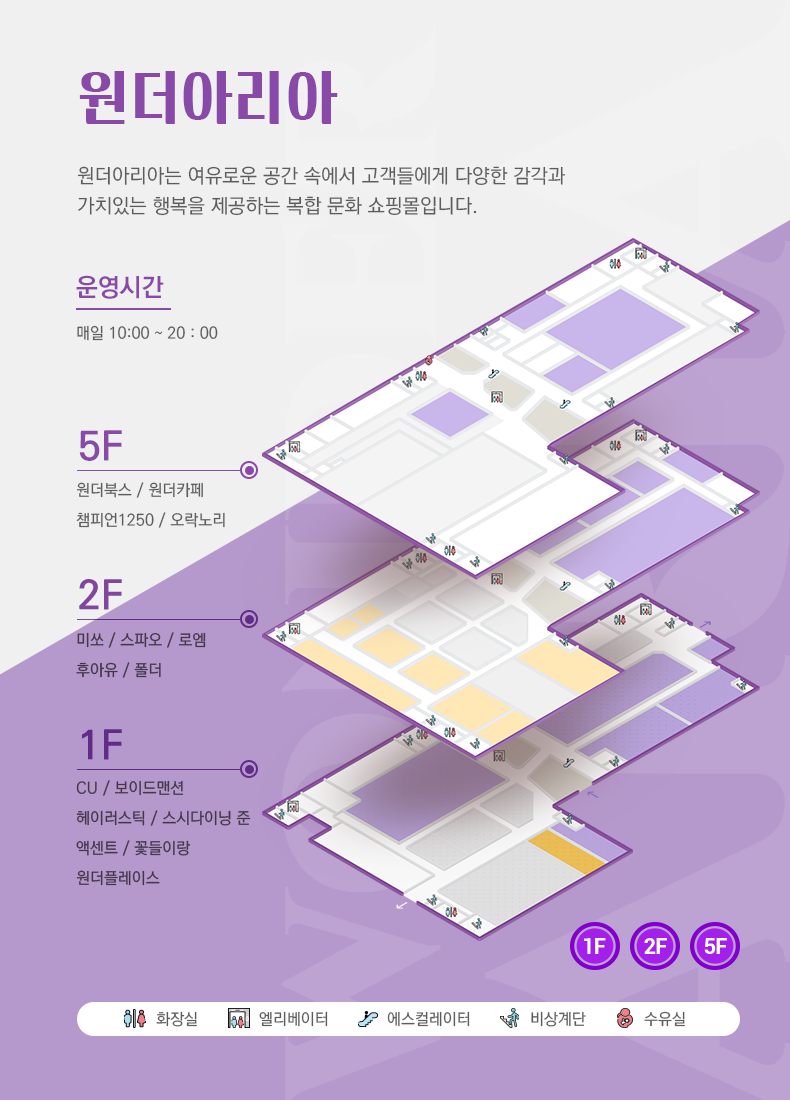 원더아리아
원더아리아는 여유로운 공간 속에서 고객들에게 다양한 감각과
가치있는 행복을 제공하는 복합 문화 쇼핑몰입니다.
운영시간
매일 10:00 ~ 20 : 00
5F
원더북스 / 원더카페
챔피언1250 / 오락노리
2F
미쏘 / 스파오 / 로엠
후아유 / 폴더
1F
CU / 보이드맨션
헤이러스틱 / 스시다이닝 준
액센트 / 꽃들이랑
원더플레이스
1F 2F 5F
화장실 엘리베이터 에스컬레이터 비상계단 수유실